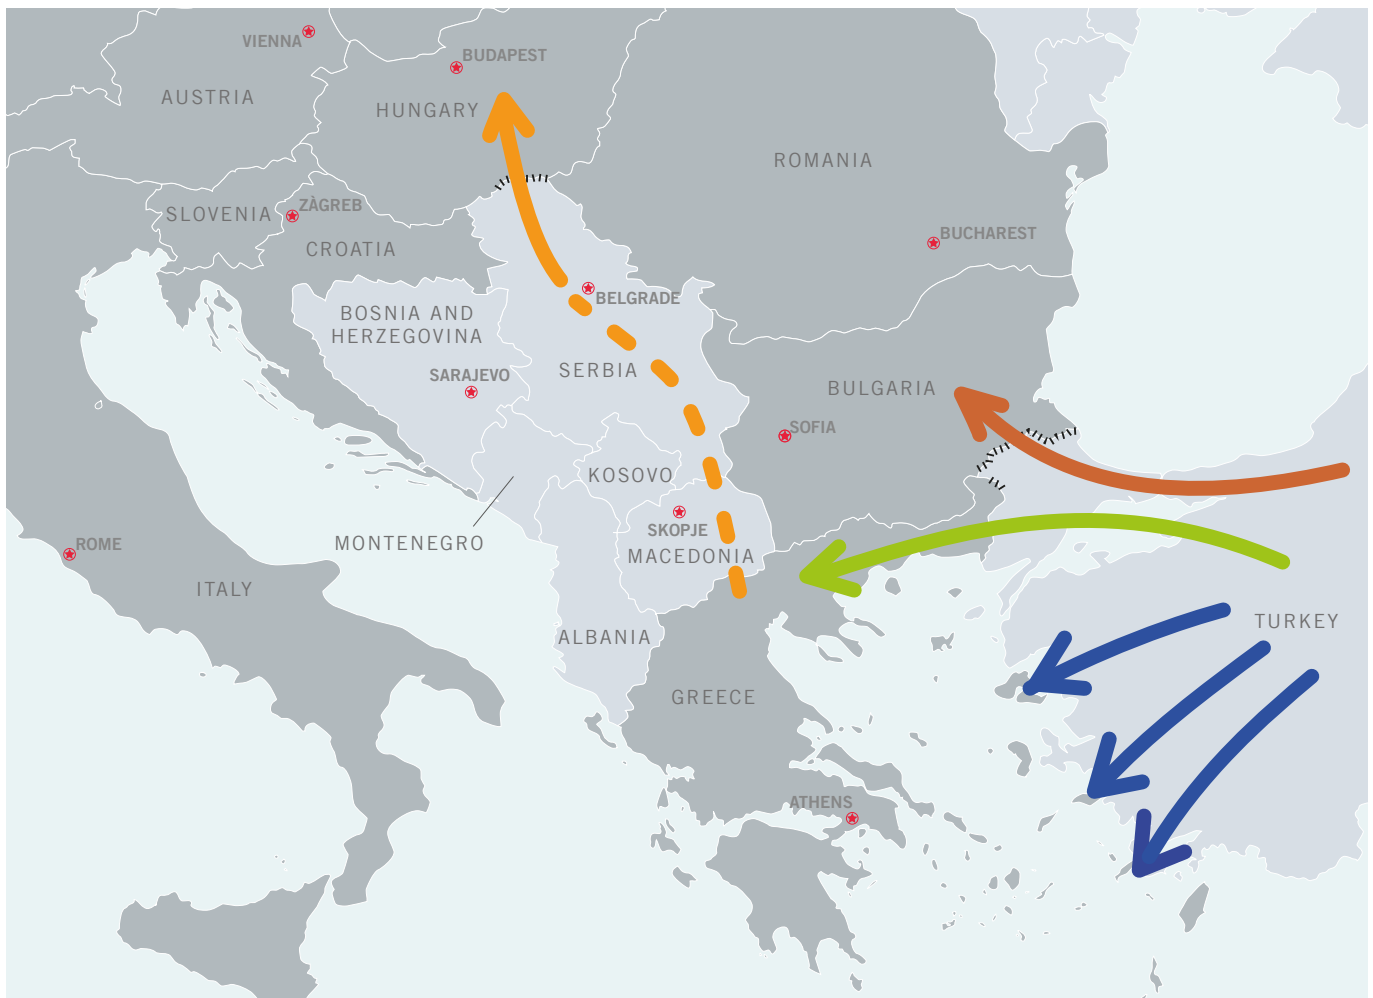 VIENNA
BUDAPEST
AUSTRIA
HUNGARY
ROMANIA
ZÀGREB
SLOVENIA
BUCHAREST
CROATIA
BELGRADE
BOSNIA AND
HERZEGOVINA
SERBIA
SARAJEVO
BULGARIA
SOFIA
KOSOVO
SKOPJE
MONTENEGRO
ROME
MACEDONIA
ITALY
TURKEY
ALBANIA
GREECE
ATHENS